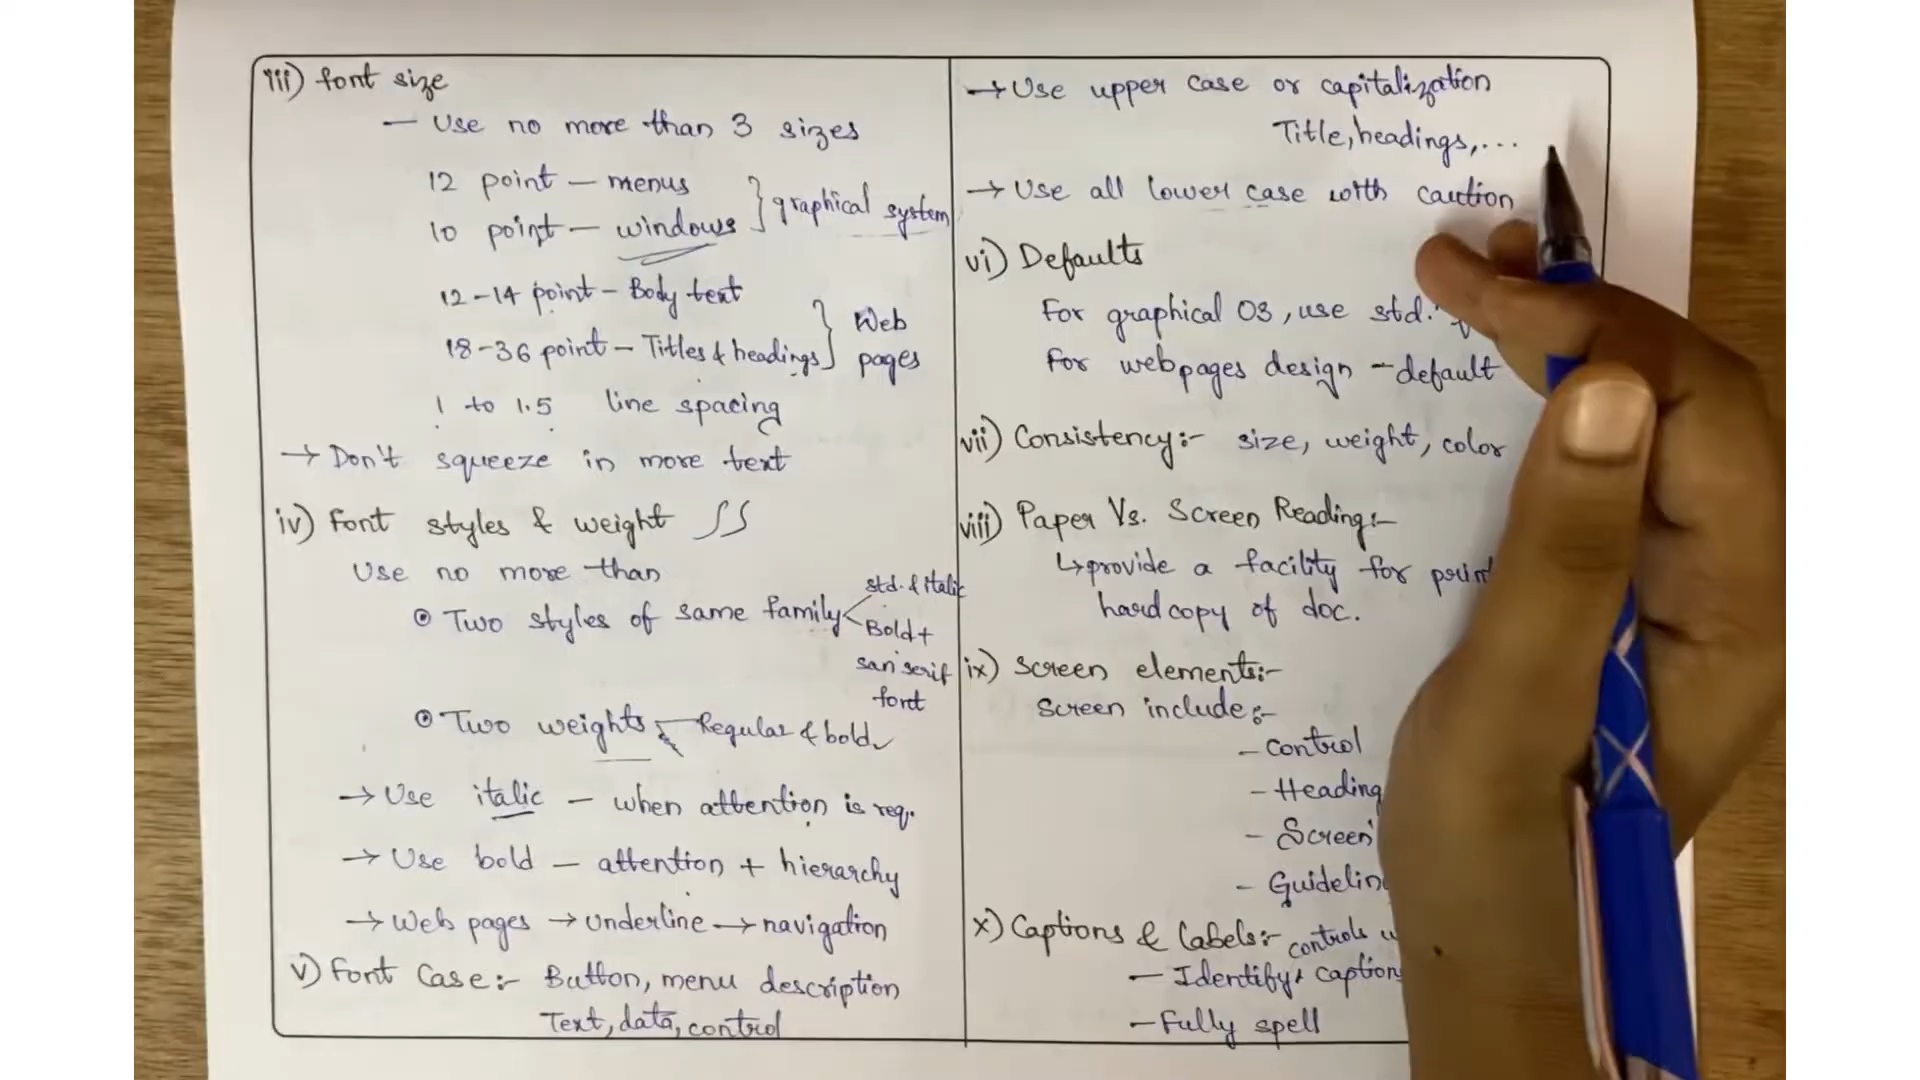 iii) font size
— Use no more than 3 sizes
12 point — menus
10 point — windows } graphical system
12-14 point — Body text
18-36 point — Titles & headings } Web pages
1 to 1.5 line spacing
→ Don't squeeze in more text
iv) font styles & weight
Use no more than
⊙ Two styles of same family < std. & italic
Bold +
san serif
font
⊙ Two weights Regular & bold
→ Use italic — when attention is req.
→ Use bold — attention + hierarchy
→ Web pages → underline → navigation
v) font case:- Button, menu description
Text, data, control
→ Use upper case or capitalization
Title, headings, ...
→ Use all lower case with caution
vi) Defaults
For graphical OS, use std.
For webpages design - default
vii) Consistency:- size, weight, color
viii) Paper Vs. Screen Reading:-
↳ provide a facility for
hardcopy of doc.
ix) Screen elements:-
Screen include:-
- control
- Heading
- Screen
-
x) Captions & Labels:- controls
— Identify
— Fully spell